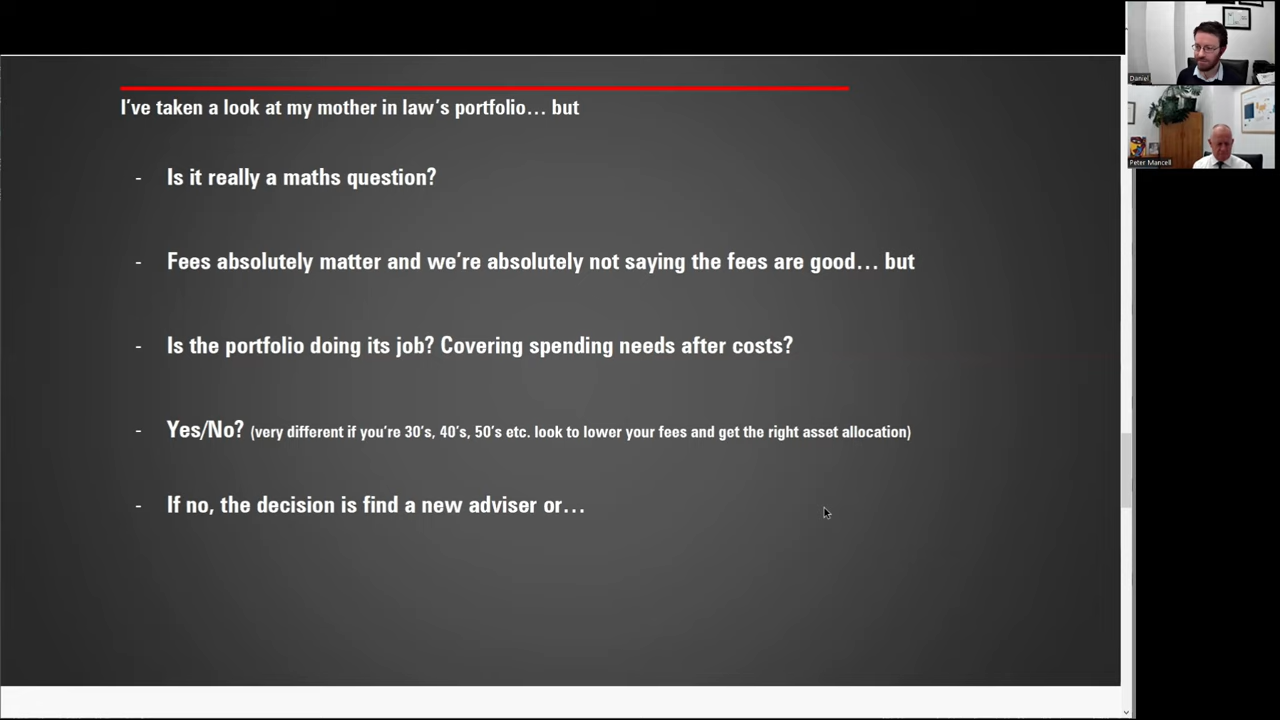 I've taken a look at my mother in law's portfolio... but
- Is it really a maths question?
- Fees absolutely matter and we're absolutely not saying the fees are good... but
- Is the portfolio doing its job? Covering spending needs after costs?
- Yes/No? (very different if you're 30's, 40's, 50's etc. look to lower your fees and get the right asset allocation)
- If no, the decision is find a new adviser or...
Daniel
Peter Mancell